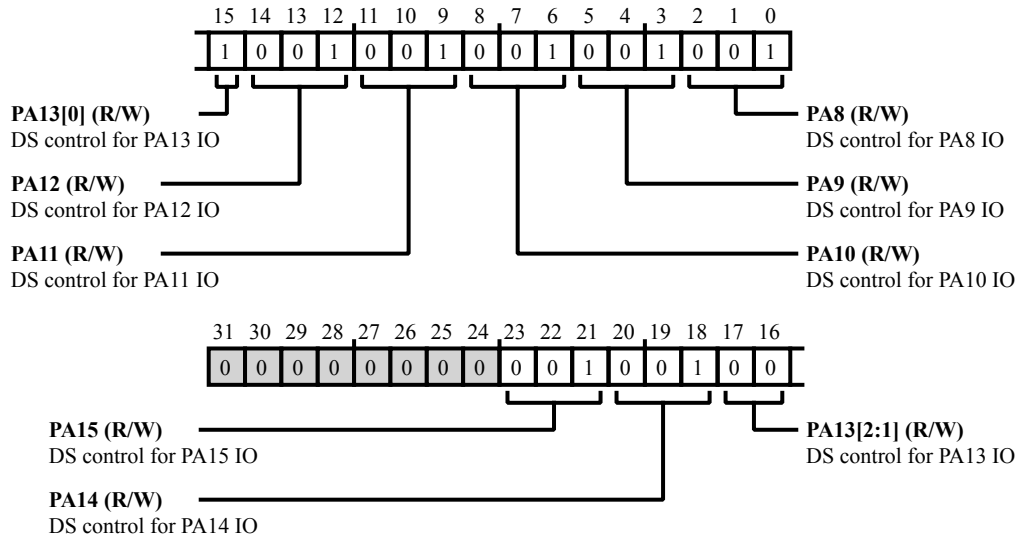 15 14 13 12 11 10 9 8 7 6 5 4 3 2 1 0
1 0 0 1 0 0 1 0 0 1 0 0 1 0 0 1
PA13[0] (R/W)
DS control for PA13 IO
PA8 (R/W)
DS control for PA8 IO
PA12 (R/W)
DS control for PA12 IO
PA9 (R/W)
DS control for PA9 IO
PA11 (R/W)
DS control for PA11 IO
PA10 (R/W)
DS control for PA10 IO
31 30 29 28 27 26 25 24 23 22 21 20 19 18 17 16
0 0 0 0 0 0 0 0 0 0 1 0 0 1 0 0
PA15 (R/W)
DS control for PA15 IO
PA13[2:1] (R/W)
DS control for PA13 IO
PA14 (R/W)
DS control for PA14 IO